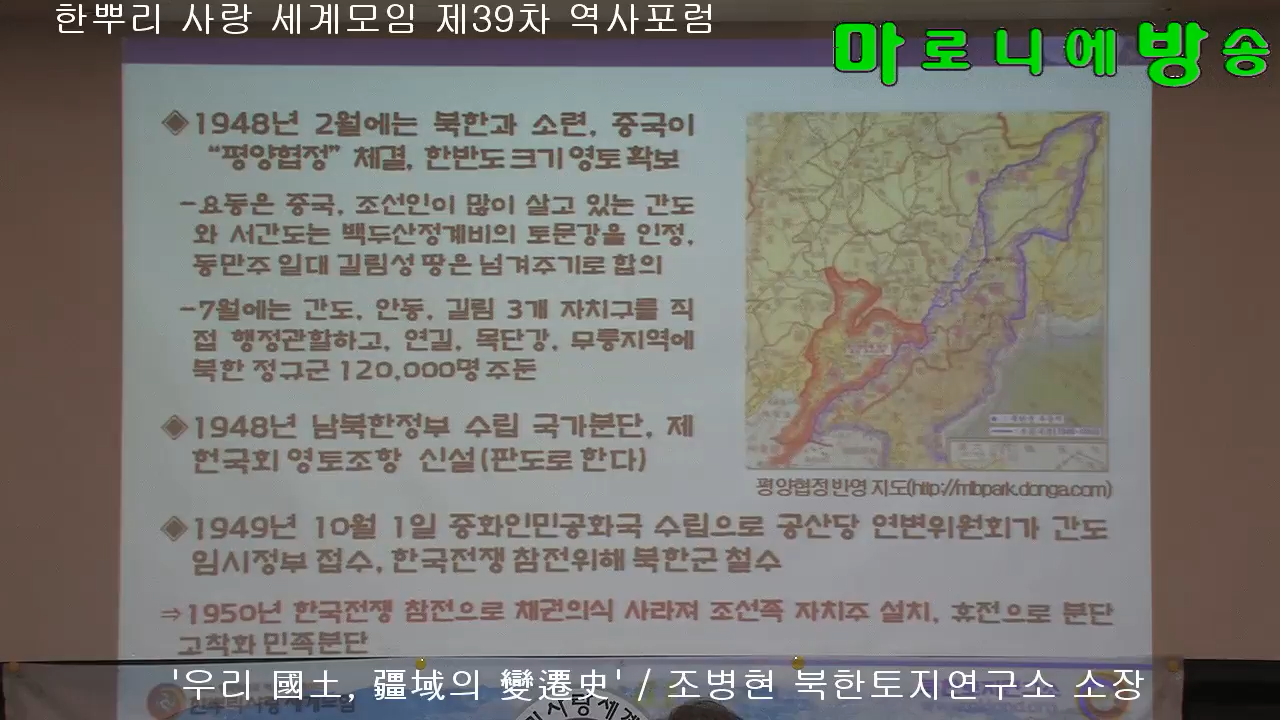 한뿌리 사랑 세계모임 제39차 역사포럼
마로니에방송
◈1948년 2월에는 북한과 소련, 중국이
“평양협정” 체결, 한반도 크기 영토 확보
-요동은 중국, 조선인이 많이 살고 있는 간도
와 서간도는 백두산정계비의 토문강을 인정,
동만주 일대 길림성 땅은 넘겨주기로 합의
-7월에는 간도, 안동, 길림 3개 자치구를 직
접 행정관할하고, 연길, 목단강, 무릉지역에
북한 정규군 120,000명 주둔
◈1948년 남북한정부 수립 국가분단, 제
헌국회 영토조항 신설(판도로 한다)
평양협정 반영 지도(http://mlbpark.donga.com)
◈1949년 10월 1일 중화인민공화국 수립으로 공산당 연변위원회가 간도
임시정부 접수, 한국전쟁 참전위해 북한군 철수
⇒1950년 한국전쟁 참전으로 채권의식 사라져 조선족 자치주 설치, 휴전으로 분단
고착화 민족분단
'우리 國土, 疆域의 變遷史' / 조병현 북한토지연구소 소장